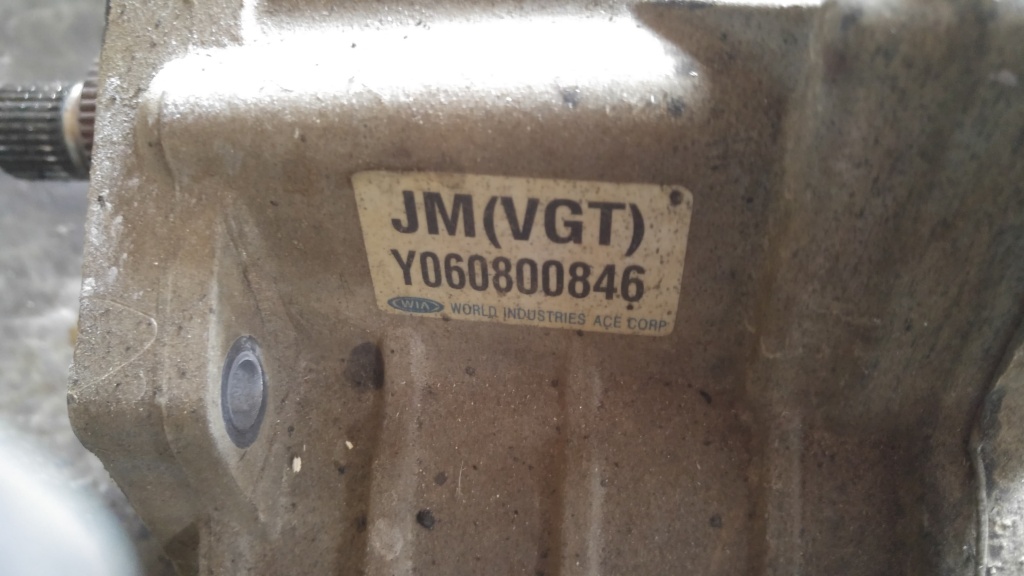 JM(VGT)
Y060800846
WIA WORLD INDUSTRIES ACE CORP